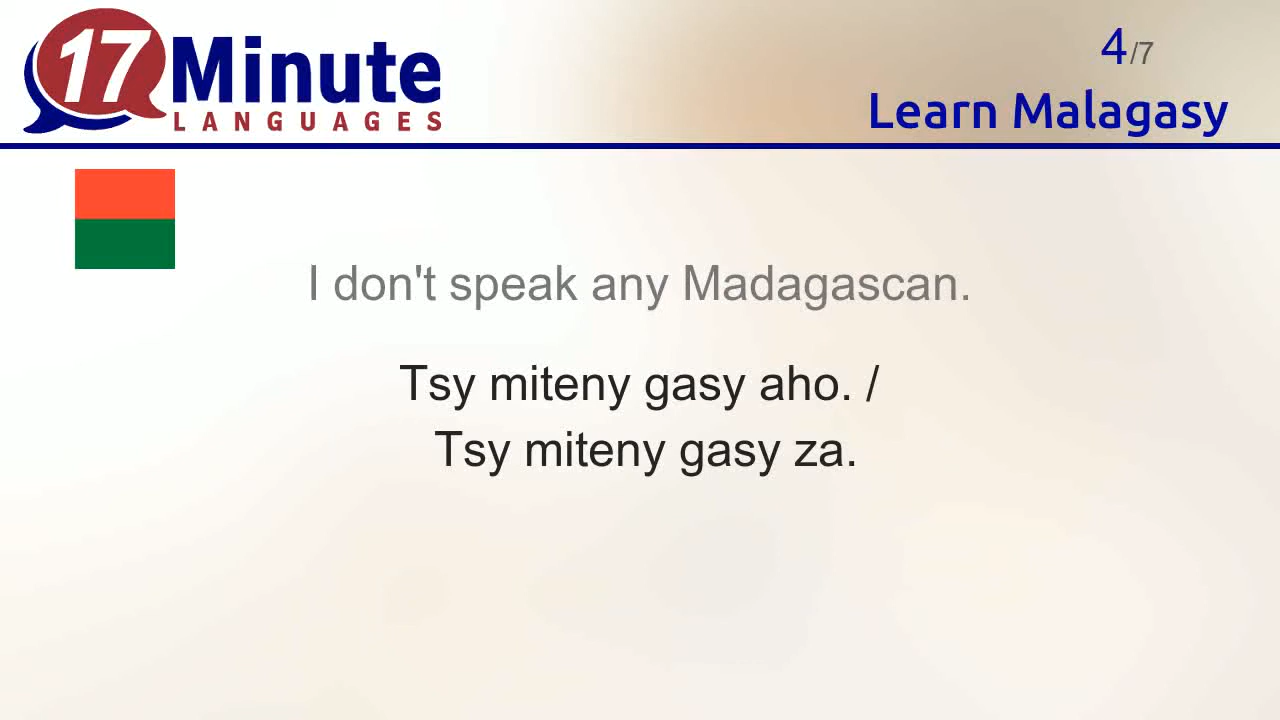 17 Minute
LANGUAGES
4/7
Learn Malagasy
I don't speak any Madagascan.
Tsy miteny gasy aho. /
Tsy miteny gasy za.